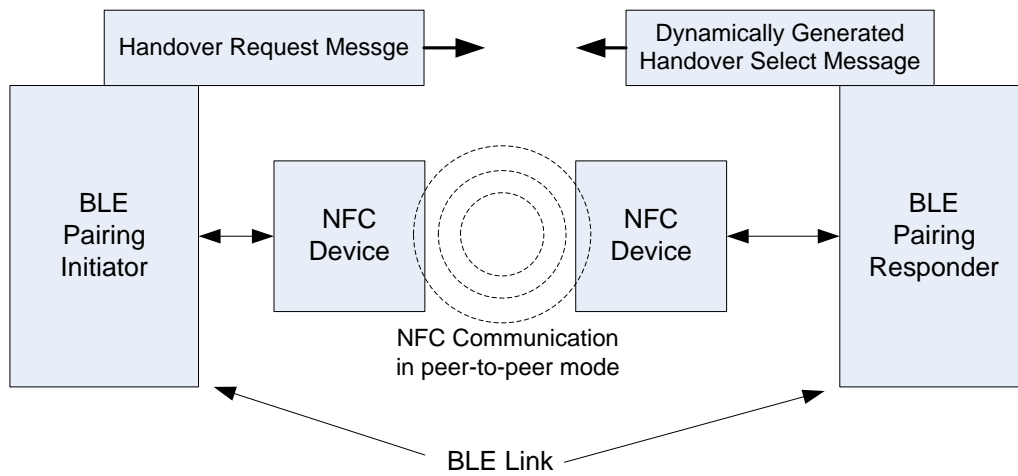 Handover Request Messge
Dynamically Generated
Handover Select Message
BLE
Pairing
Initiator
NFC
Device
NFC
Device
BLE
Pairing
Responder
NFC Communication
in peer-to-peer mode
BLE Link